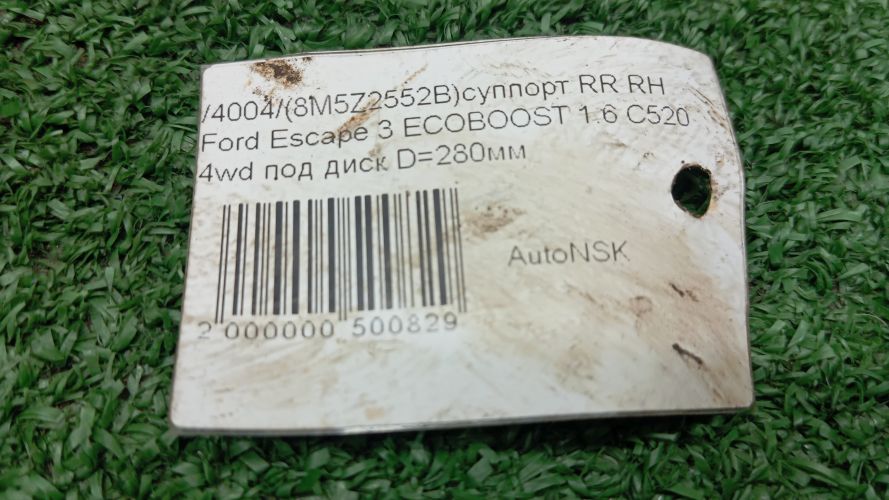 /4004/(8M5Z2552B)суппорт RR RH
Ford Escape 3 ECOBOOST 1.6 C520
4wd под диск D=280мм
AutoNSK
2 000000 500829